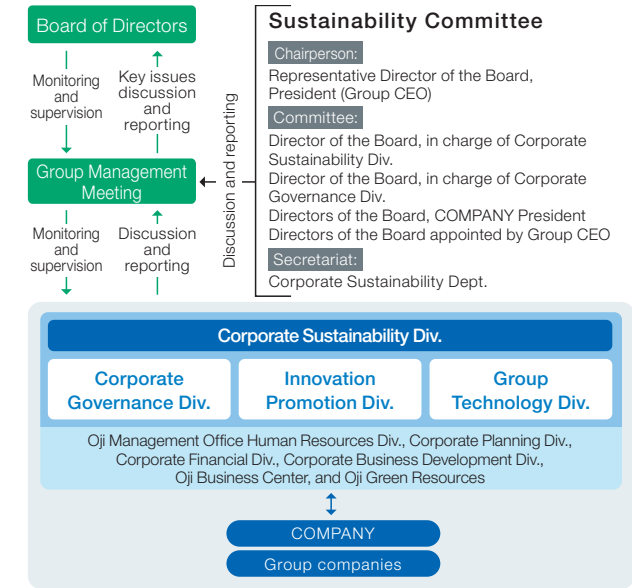 Board of Directors
Monitoring
and
supervision
Key issues
discussion
and
reporting
Group Management
Meeting
Monitoring
and
supervision
Discussion
and
reporting
Discussion and reporting
Sustainability Committee
Chairperson:
Representative Director of the Board,
President (Group CEO)
Committee:
Director of the Board, in charge of Corporate
Sustainability Div.
Director of the Board, in charge of Corporate
Governance Div.
Directors of the Board, COMPANY President
Directors of the Board appointed by Group CEO
Secretariat:
Corporate Sustainability Dept.
Corporate Sustainability Div.
Corporate
Governance Div.
Innovation
Promotion Div.
Group
Technology Div.
Oji Management Office Human Resources Div., Corporate Planning Div.,
Corporate Financial Div., Corporate Business Development Div.,
Oji Business Center, and Oji Green Resources
COMPANY
Group companies